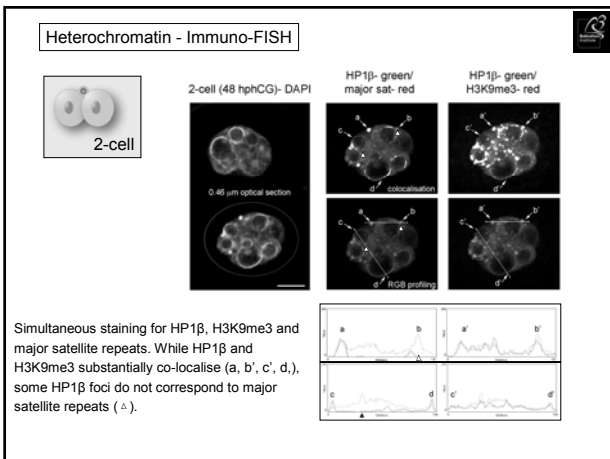 Heterochromatin - Immuno-FISH
2-cell
2-cell (48 hphCG)- DAPI
HP1β- green/
major sat- red
HP1β- green/
H3K9me3- red
0.46 μm optical section
a
b
c
d
colocalisation
a'
b'
c'
d'
a
b
c
d
RGB profiling
a'
b'
c'
d'
a
b
a'
b'
c
d
c'
d'
Simultaneous staining for HP1β, H3K9me3 and
major satellite repeats. While HP1β and
H3K9me3 substantially co-localise (a, b', c', d,),
some HP1β foci do not correspond to major
satellite repeats (▵).